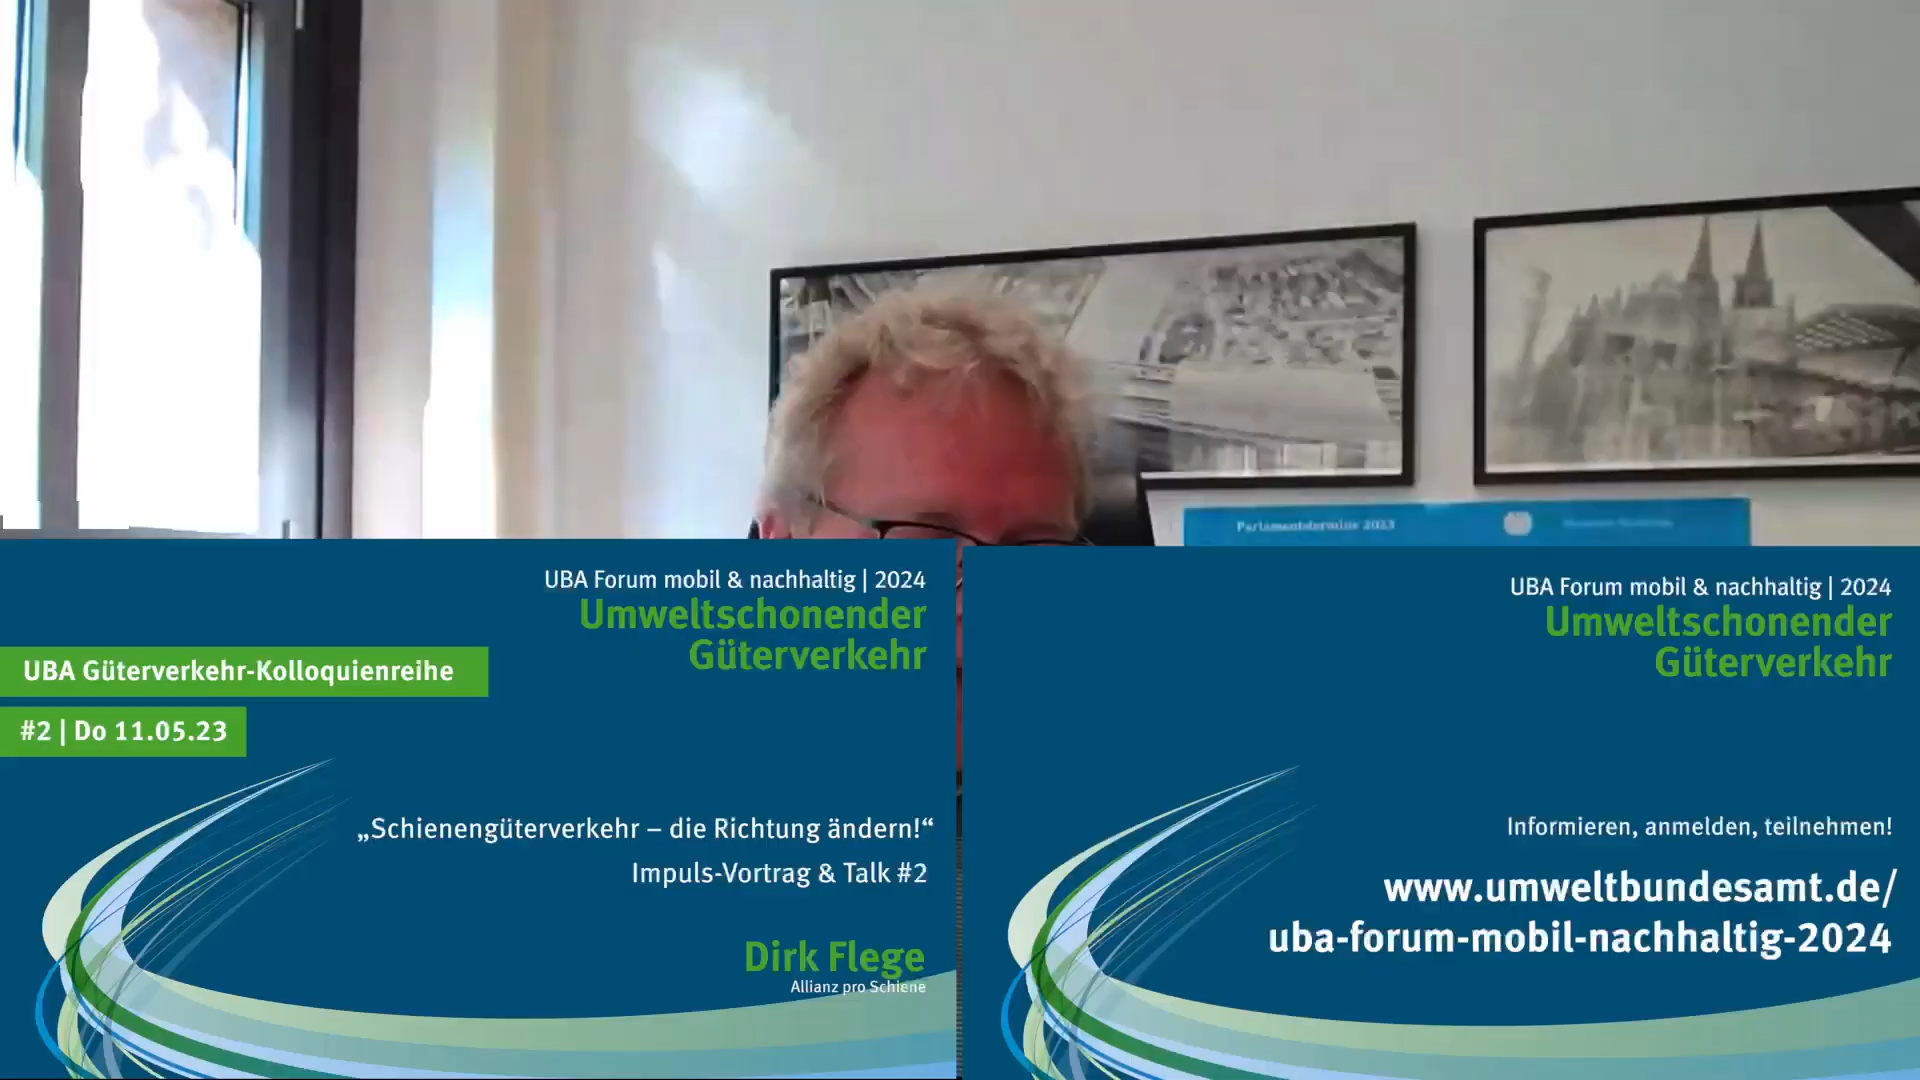 Parlamentstermine 2023
UBA Forum mobil & nachhaltig | 2024
Umweltschonender
Güterverkehr
UBA Güterverkehr-Kolloquienreihe
#2 | Do 11.05.23
„Schienengüterverkehr – die Richtung ändern!“
Impuls-Vortrag & Talk #2
Dirk Flege
Allianz pro Schiene
UBA Forum mobil & nachhaltig | 2024
Umweltschonender
Güterverkehr
Informieren, anmelden, teilnehmen!
www.umweltbundesamt.de/
uba-forum-mobil-nachhaltig-2024